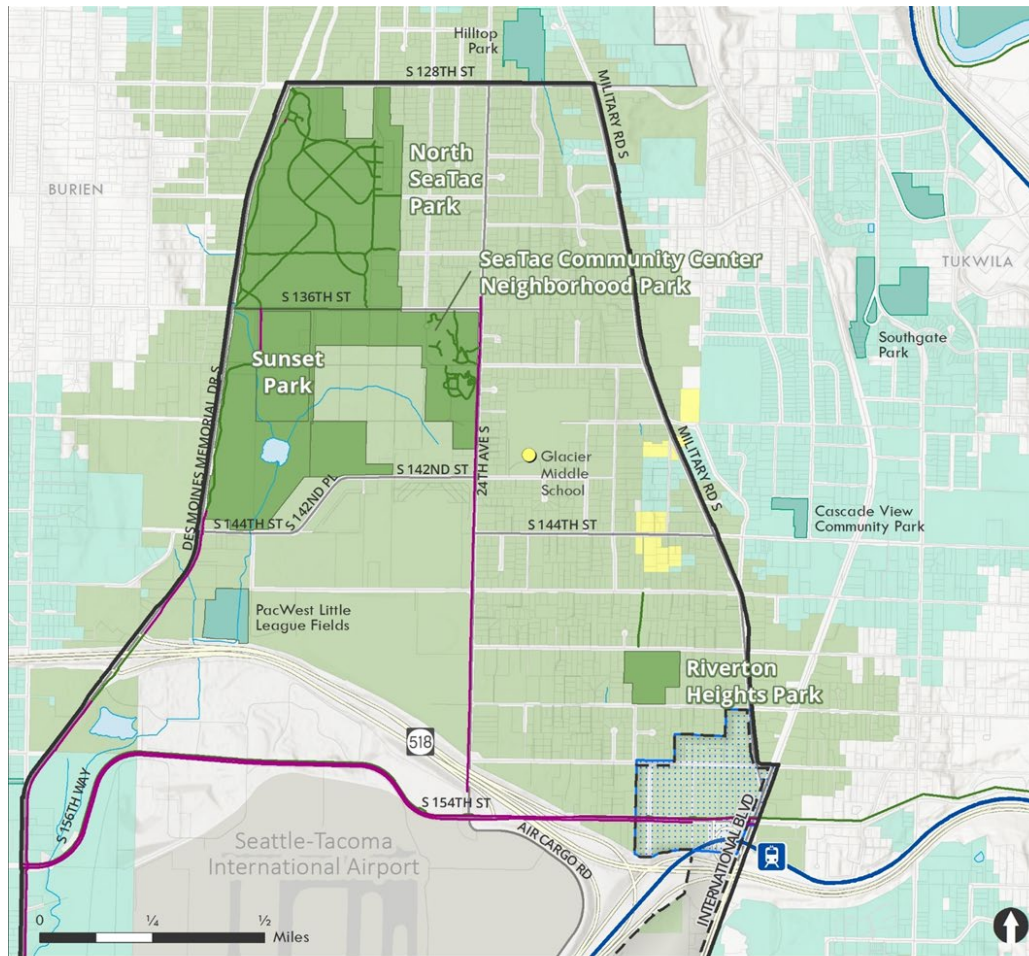 Hilltop
Park
S 128TH ST
MILITARY RD S
North
SeaTac
Park
BURIEN
SeaTac Community Center
Neighborhood Park
TUKWILA
S 136TH ST
Southgate
Park
Sunset
Park
DES MOINES MEMORIAL DR S
24TH AVE S
MILITARY RD S
Glacier
Middle
School
S 142ND ST
S 142ND PL
S 144TH ST
S 144TH ST
Cascade View
Community Park
PacWest Little
League Fields
Riverton
Heights Park
518
S 156TH WAY
S 154TH ST
AIR CARGO RD
INTERNATIONAL BLVD
Seattle-Tacoma
International Airport
0 ¼ ½
Miles